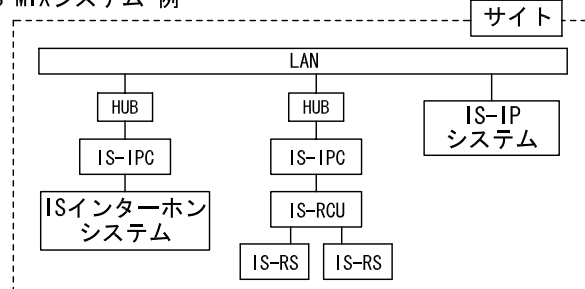 MIXシステム 例
サイト
LAN
HUB
HUB
IS-IP
システム
IS-IPC
IS-IPC
ISインターホン
システム
IS-RCU
IS-RS
IS-RS